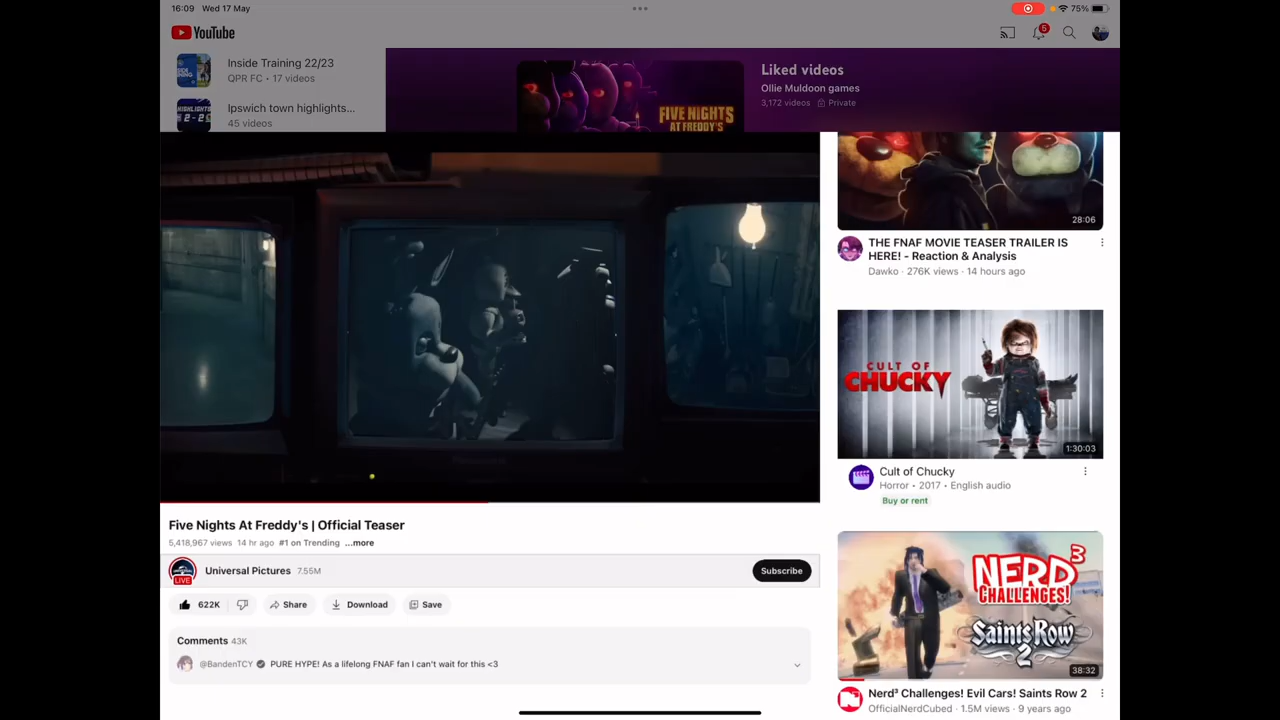 16:09 Wed 17 May
75%
YouTube
5
Inside Training 22/23
QPR FC • 17 videos
Ipswich town highlights...
45 videos
FIVE NIGHTS
AT FREDDY'S
Liked videos
Ollie Muldoon games
3,172 videos Private
28:06
THE FNAF MOVIE TEASER TRAILER IS
HERE! - Reaction & Analysis
Dawko · 276K views · 14 hours ago
CULT OF
CHUCKY
1:30:03
Cult of Chucky
Horror • 2017 • English audio
Buy or rent
NERD3
CHALLENGES!
Saints Row
2
38:32
Nerd³ Challenges! Evil Cars! Saints Row 2
OfficialNerdCubed · 1.5M views · 9 years ago
Five Nights At Freddy's | Official Teaser
5,418,967 views 14 hr ago #1 on Trending ...more
LIVE
Universal Pictures 7.55M
Subscribe
622K
Share
Download
Save
Comments 43K
@BandenTCY PURE HYPE! As a lifelong FNAF fan I can't wait for this <3